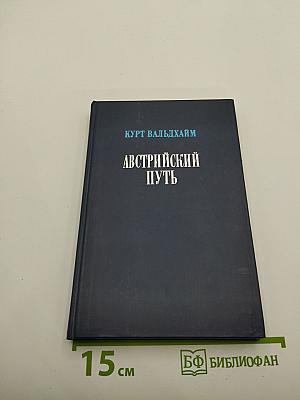 КУРТ ВАЛЬДХАЙМ
АВСТРИЙСКИЙ
ПУТЬ
15 см
БФ БИБЛИОФАН